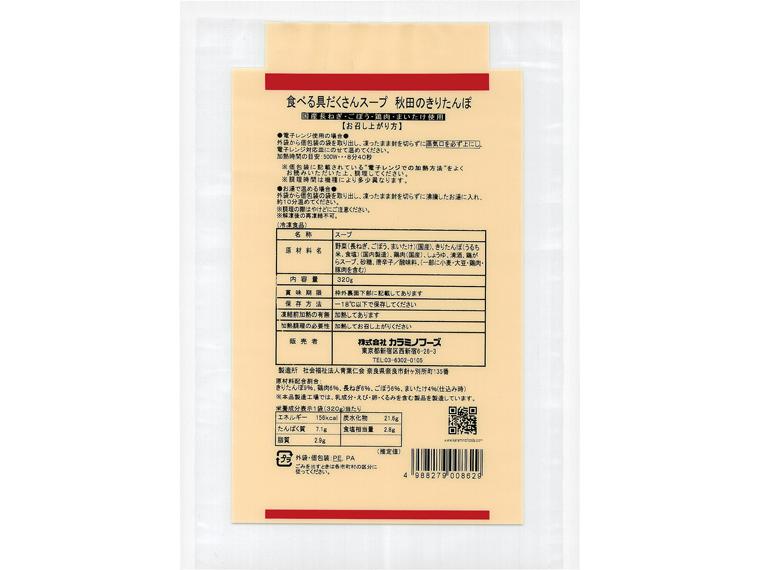 食べる具だくさんスープ 秋田のきりたんぽ
国産長ねぎ・ごぼう・鶏肉・まいたけ使用
【お召し上がり方】
●電子レンジ使用の場合●
外袋から個包装の袋を取り出し、凍ったまま封を切らずに蒸気口を必ず上にし、
電子レンジ対応皿にのせて温めてください。
加熱時間の目安:500W・・・8分40秒
※個包装に記載されている"電子レンジでの加熱方法"をよく
お読みいただいた上、調理してください。
※調理時間は機種により多少異なります。
●お湯で温める場合●
外袋から個包装の袋を取り出し、凍ったまま封を切らずに沸騰したお湯に入れ、
約10分温めてください。
※調理の際はやけどにご注意ください。
※解凍後の再凍結不可。
(冷凍食品)
名称 スープ
原材料名 野菜(長ねぎ、ごぼう、まいたけ)(国産)、きりたんぽ(うるち
米、食塩)(国内製造)、鶏肉(国産)、しょうゆ、清酒、鶏が
らスープ、砂糖、唐辛子/酸味料、(一部に小麦・大豆・鶏肉・
豚肉を含む)
内容量 320g
賞味期限 枠外裏面下部に記載してあります
保存方法 -18℃以下で保存してください
凍結前加熱の有無 加熱してあります
加熱調理の必要性 加熱してお召し上がりください
販売者 株式会社 カラミノフーズ
東京都新宿区西新宿6-26-3
TEL:03-6302-0105
製造所 社会福祉法人青葉仁会 奈良県奈良市針ヶ別所町135番
原材料配合割合:
きりたんぽ9%、鶏肉6%、長ねぎ6%、ごぼう6%、まいたけ4%(仕込み時)
※本品製造工場では、乳成分・えび・卵・くるみを含む製品を製造しています。
栄養成分表示1袋(320g)当たり
エネルギー 156kcal 炭水化物 21.6g
たんぱく質 7.1g 食塩相当量 2.8g
脂質 2.9g
(推定値)
www.karaminofoods.com
プラ 外袋・個包装:PE, PA
ごみを出すときは各市町村の区分に
従ってください。
4 988279 008629